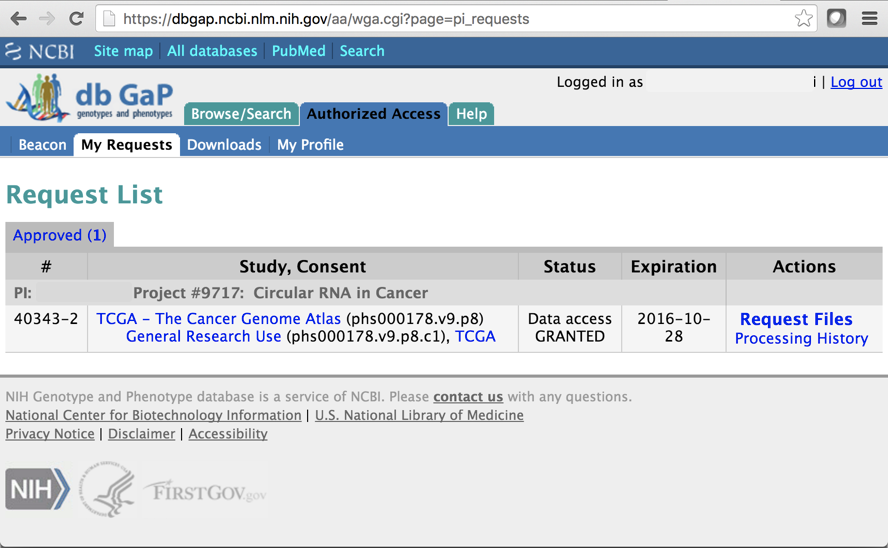 https://dbgap.ncbi.nlm.nih.gov/aa/wga.cgi?page=pi_requests
NCBI Site map All databases PubMed Search
Logged in as i | Log out
db GaP
genotypes and phenotypes
Browse/Search Authorized Access Help
Beacon My Requests Downloads My Profile
Request List
Approved (1)
# Study, Consent Status Expiration Actions
PI: Project #9717: Circular RNA in Cancer
40343-2 TCGA - The Cancer Genome Atlas (phs000178.v9.p8) Data access 2016-10- Request Files
General Research Use (phs000178.v9.p8.c1), TCGA GRANTED 28 Processing History
NIH Genotype and Phenotype database is a service of NCBI. Please contact us with any questions.
National Center for Biotechnology Information | U.S. National Library of Medicine
Privacy Notice | Disclaimer | Accessibility
NIH FIRSTGOV.gov